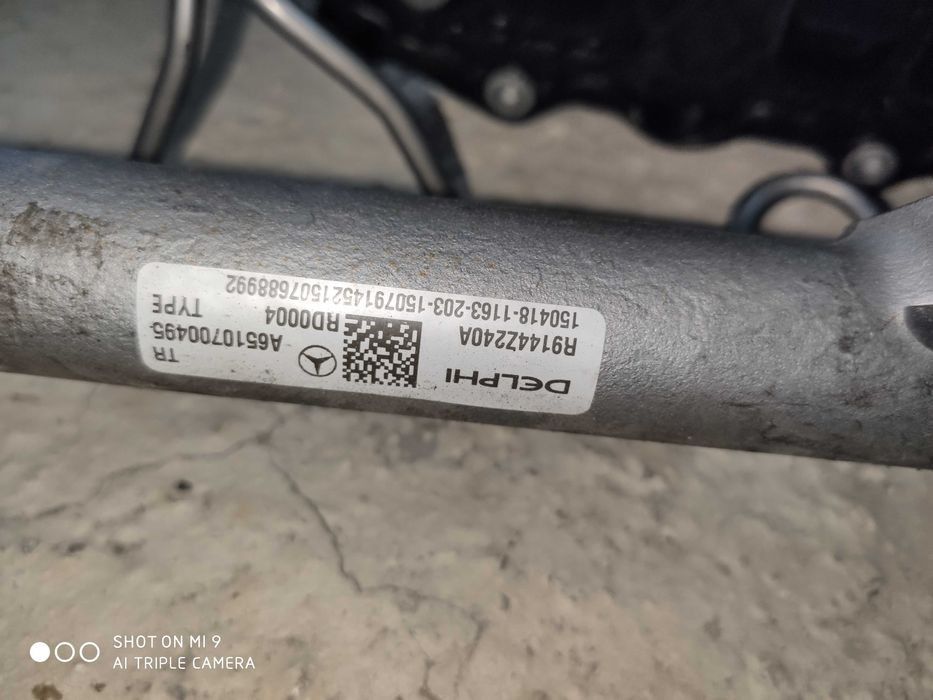 DELPHI
TR
A6510700495
R9144Z240A
RD0004 TYPE
150418-1163-203-1507914521507688992
SHOT ON MI 9
AI TRIPLE CAMERA